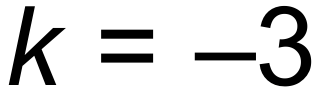 k = –3